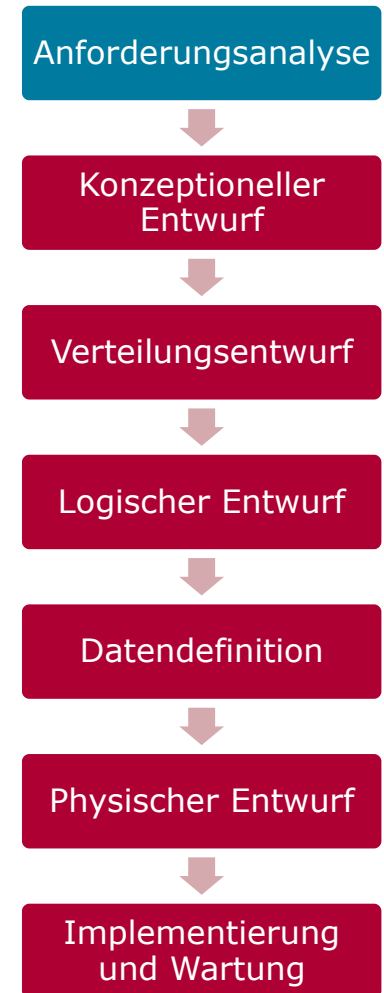 Anforderungsanalyse
Konzeptioneller
Entwurf
Verteilungsentwurf
Logischer Entwurf
Datendefinition
Physischer Entwurf
Implementierung
und Wartung